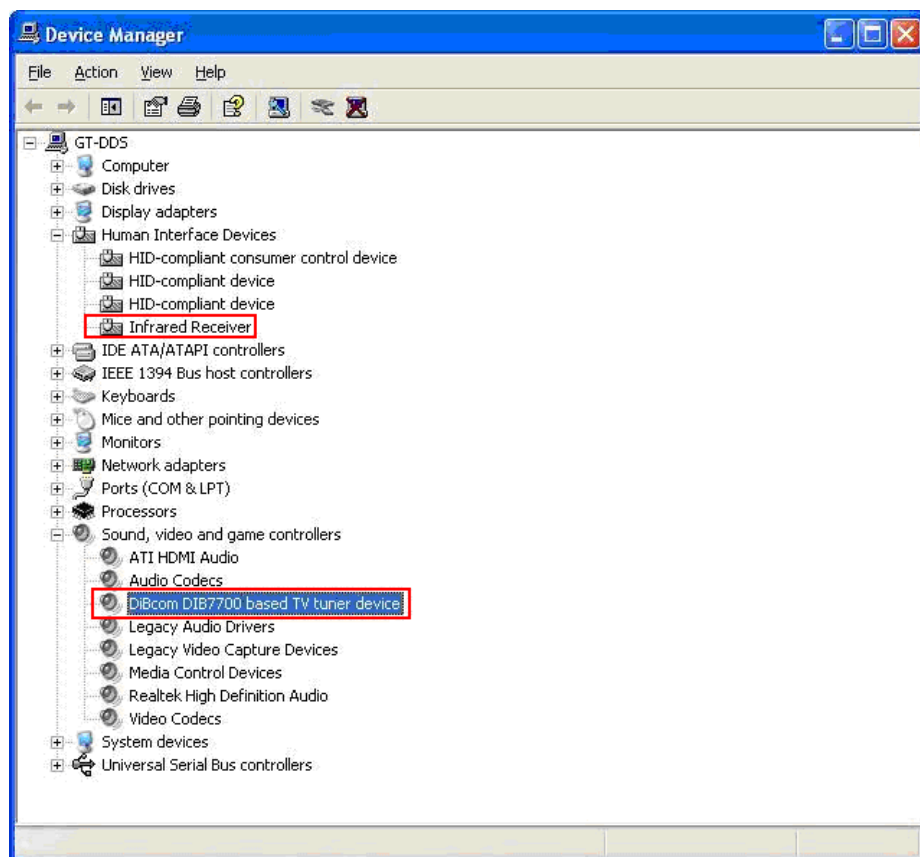 Device Manager
File Action View Help
GT-DDS
Computer
Disk drives
Display adapters
Human Interface Devices
HID-compliant consumer control device
HID-compliant device
HID-compliant device
Infrared Receiver
IDE ATA/ATAPI controllers
IEEE 1394 Bus host controllers
Keyboards
Mice and other pointing devices
Monitors
Network adapters
Ports (COM & LPT)
Processors
Sound, video and game controllers
ATI HDMI Audio
Audio Codecs
DiBcom DIB7700 based TV tuner device
Legacy Audio Drivers
Legacy Video Capture Devices
Media Control Devices
Realtek High Definition Audio
Video Codecs
System devices
Universal Serial Bus controllers